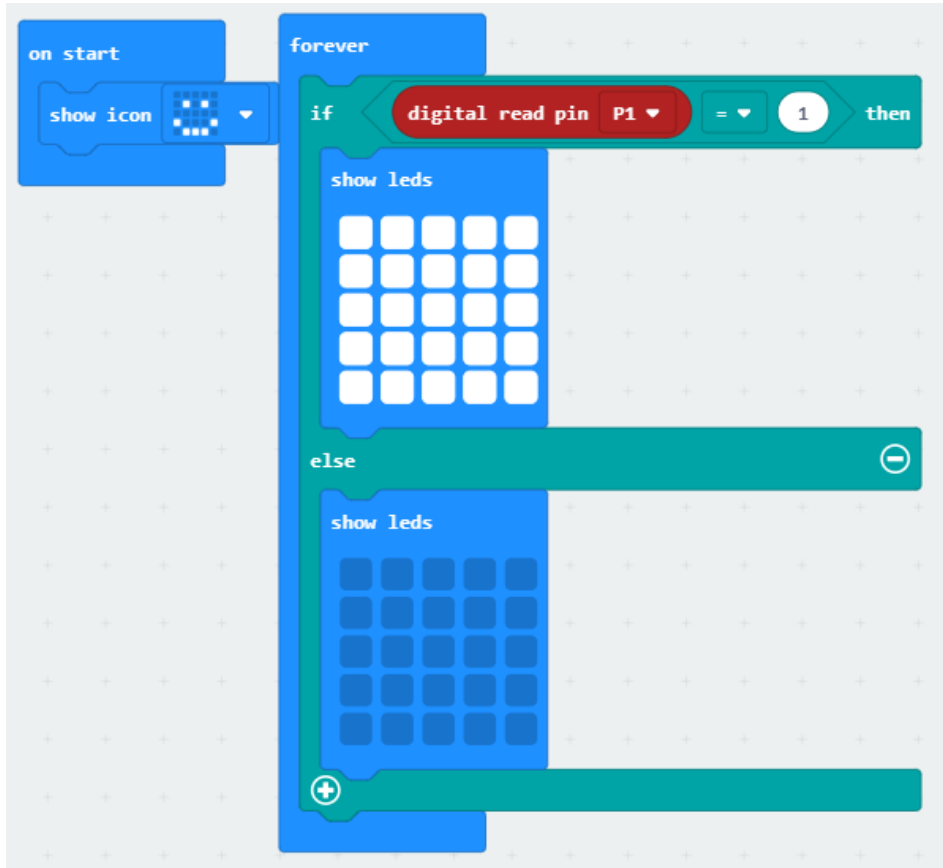 on start
show icon
forever
if digital read pin P1 = 1 then
show leds
else
show leds